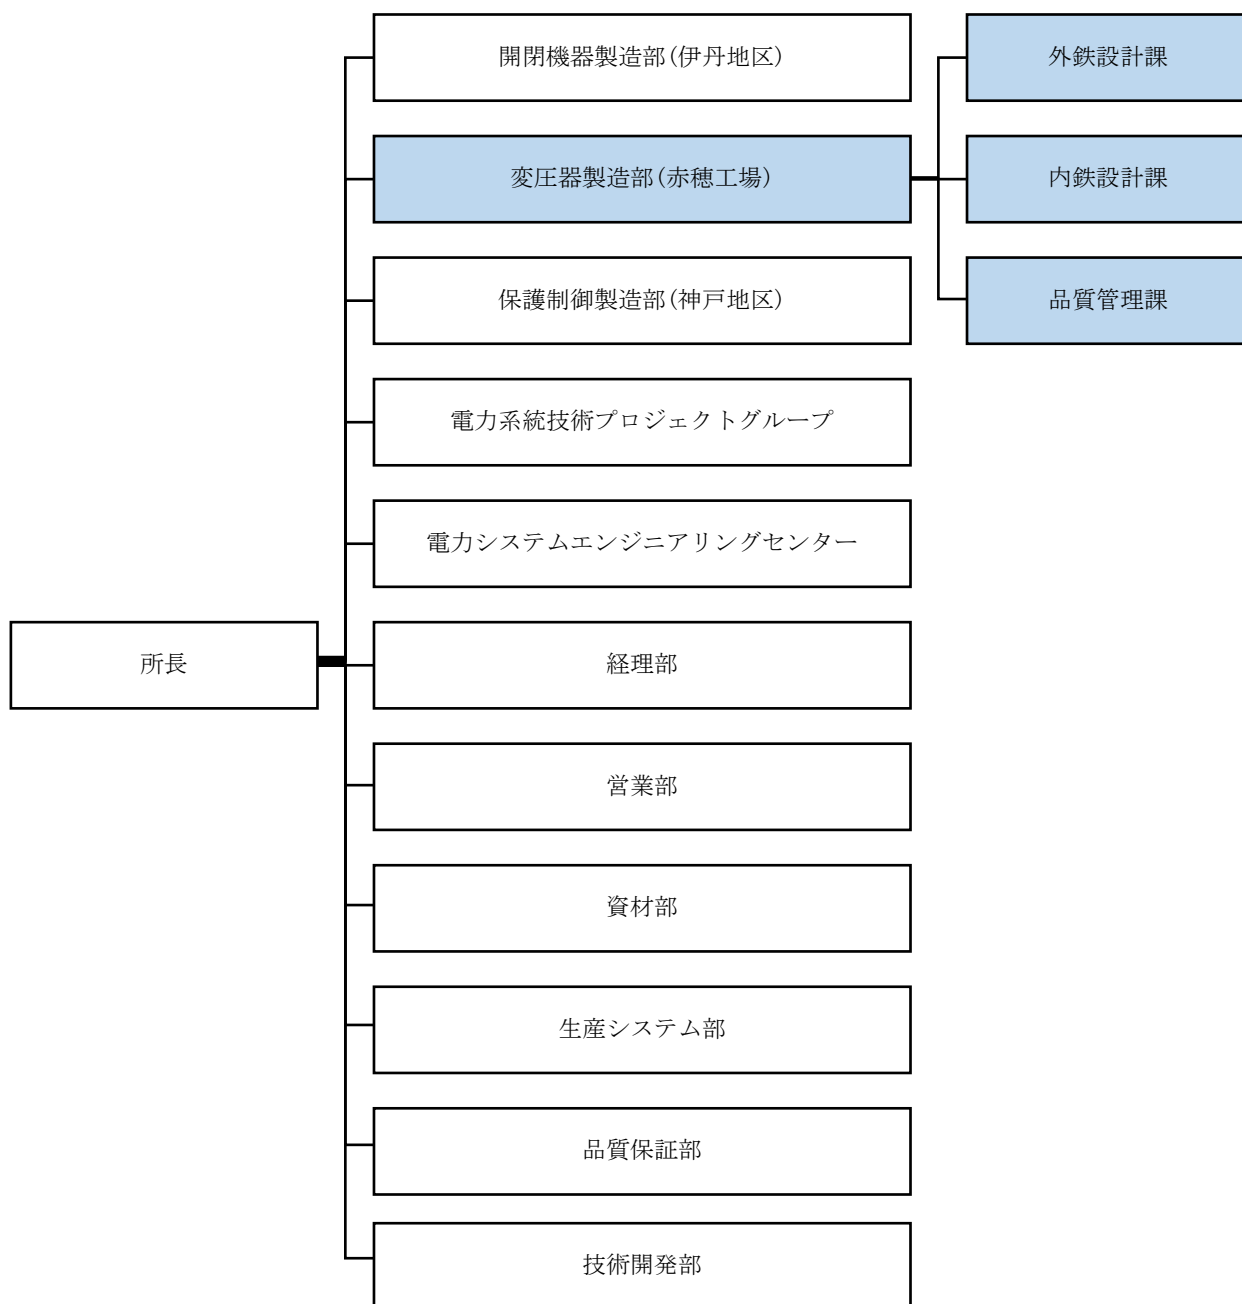 開閉機器製造部(伊丹地区)
外鉄設計課
変圧器製造部(赤穂工場)
内鉄設計課
保護制御製造部(神戸地区)
品質管理課
電力系統技術プロジェクトグループ
電力システムエンジニアリングセンター
所長
経理部
営業部
資材部
生産システム部
品質保証部
技術開発部